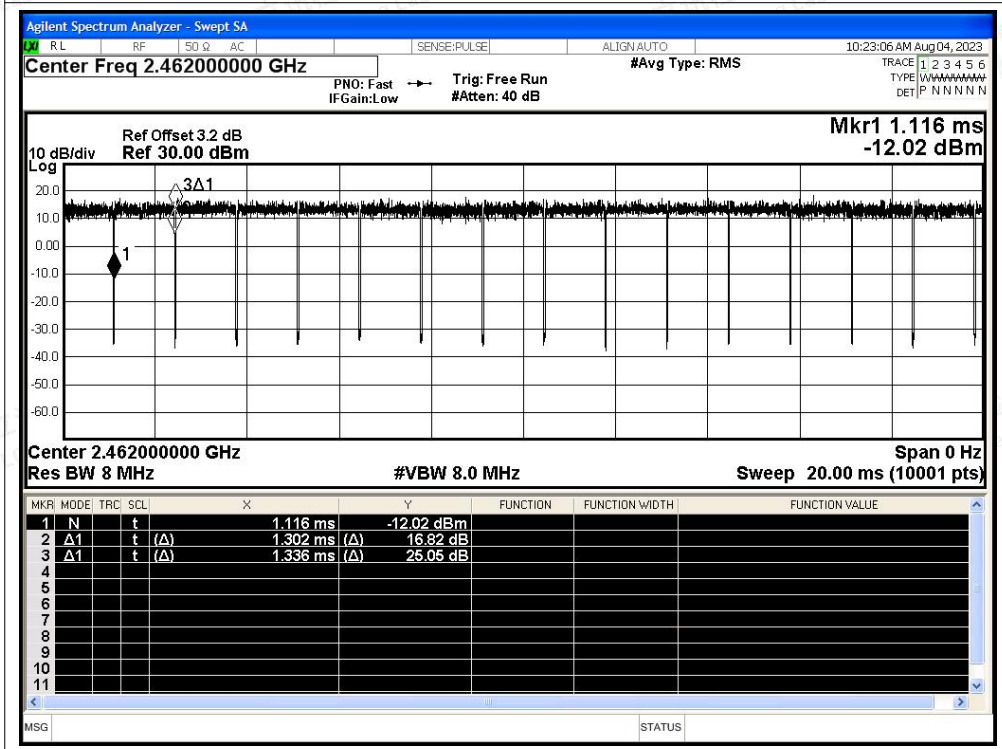 Agilent Spectrum Analyzer - Swept SA
LXI RL RF 50 Ω AC SENSE:PULSE ALIGN AUTO 10:23:06 AM Aug 04, 2023
Center Freq 2.462000000 GHz #Avg Type: RMS TRACE 1 2 3 4 5 6
PNO: Fast Trig: Free Run TYPE WWWWWW
IFGain:Low #Atten: 40 dB DET P N N N N N
Mkr1 1.116 ms
Ref Offset 3.2 dB
10 dB/div Ref 30.00 dBm -12.02 dBm
Log
3Δ1
20.0
10.0
0.00
1
-10.0
-20.0
-30.0
-40.0
-50.0
-60.0
Center 2.462000000 GHz Span 0 Hz
Res BW 8 MHz #VBW 8.0 MHz Sweep 20.00 ms (10001 pts)
MKR MODE TRC SCL X Y FUNCTION FUNCTION WIDTH FUNCTION VALUE
1 N t 1.116 ms -12.02 dBm
2 Δ1 t (Δ) 1.302 ms (Δ) 16.82 dB
3 Δ1 t (Δ) 1.336 ms (Δ) 25.05 dB
4
5
6
7
8
9
10
11
MSG STATUS